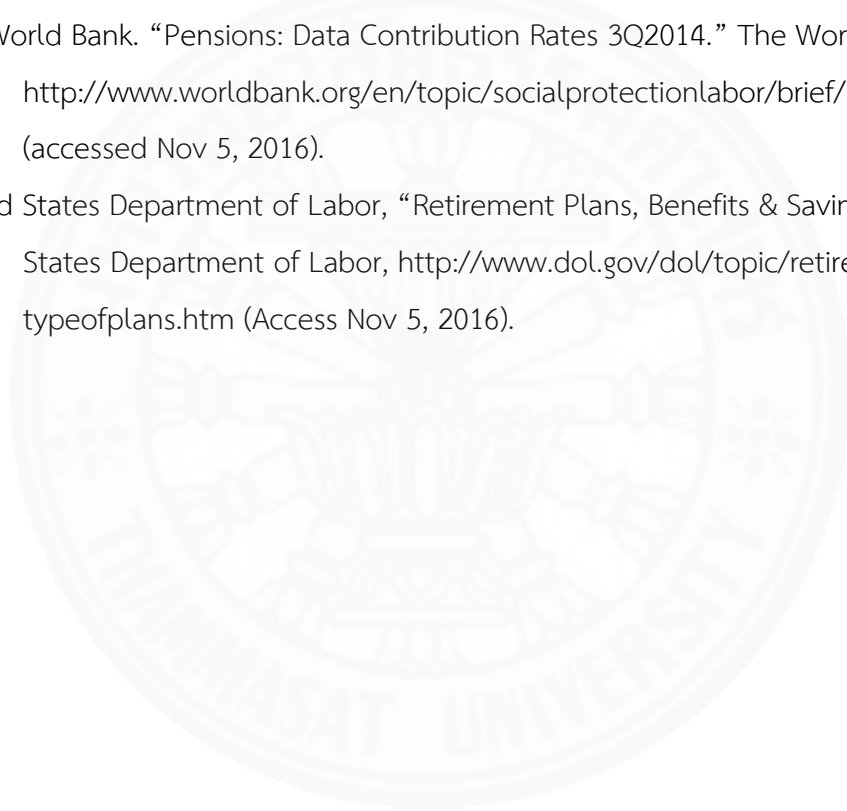 World Bank. “Pensions: Data Contribution Rates 3Q2014.” The Wor
http://www.worldbank.org/en/topic/socialprotectionlabor/brief/
(accessed Nov 5, 2016).
d States Department of Labor, “Retirement Plans, Benefits & Savin
States Department of Labor, http://www.dol.gov/dol/topic/retire
typeofplans.htm (Access Nov 5, 2016).
THAMMASAT UNIVERSITY